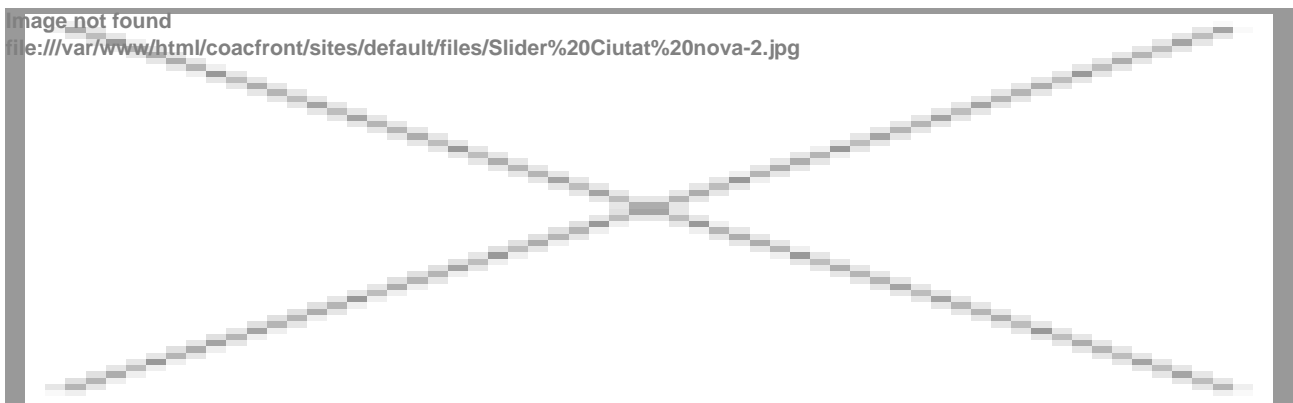 Image not found
file:///var/www/html/coacfront/sites/default/files/Slider%20Ciutat%20nova-2.jpg